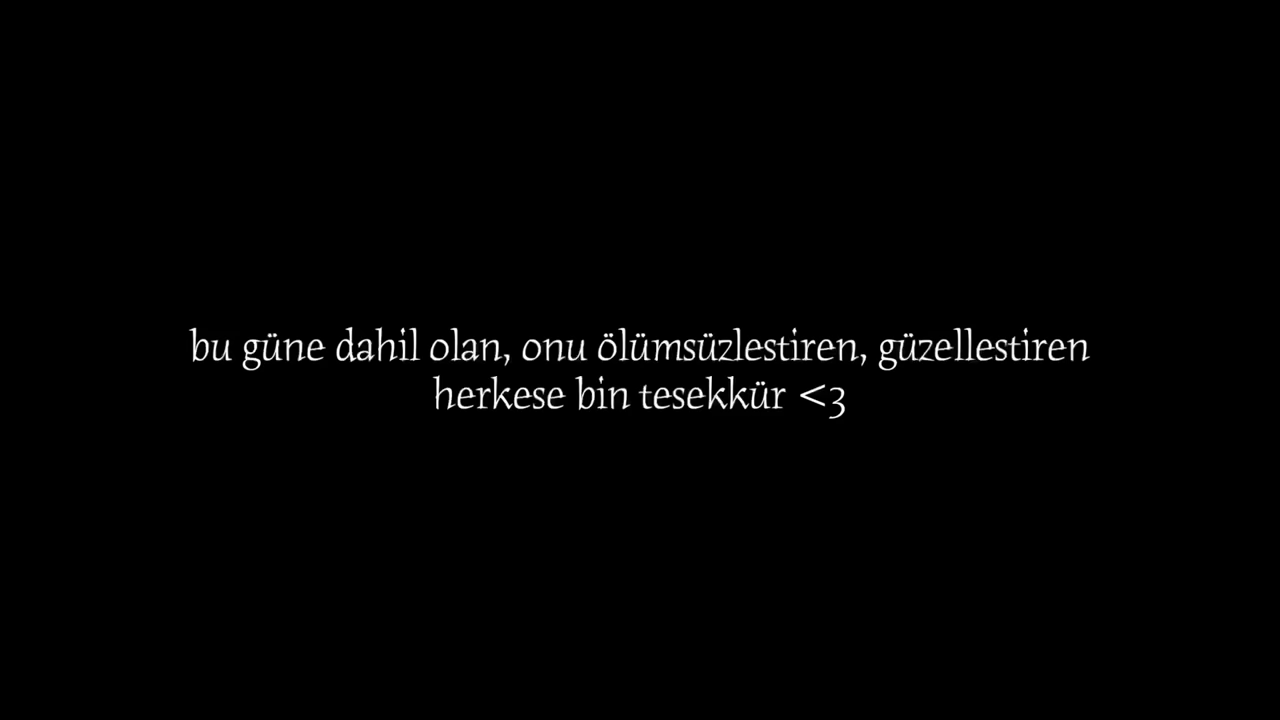 bu güne dahil olan, onu ölümsüzlestiren, güzellestiren
herkese bin tesekkür <3